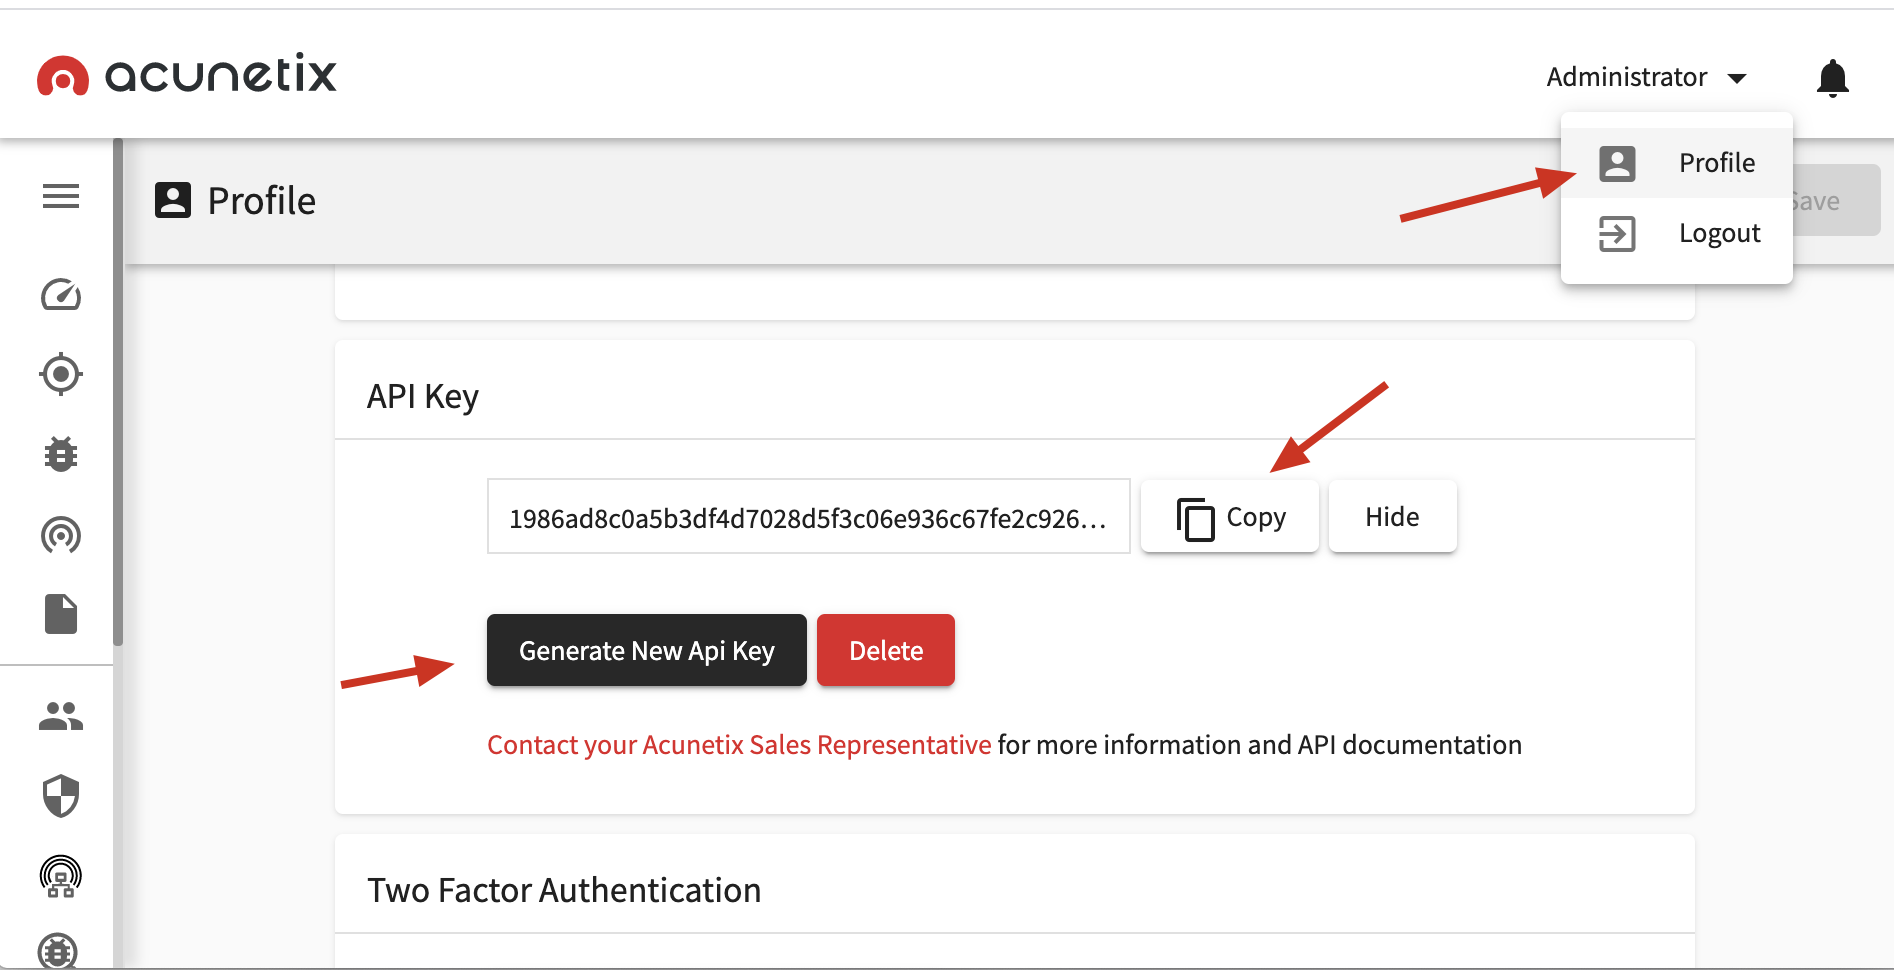 acunetix
Administrator
Profile
Profile
Save
Logout
API Key
1986ad8c0a5b3df4d7028d5f3c06e936c67fe2c926...
Copy
Hide
Generate New Api Key
Delete
Contact your Acunetix Sales Representative for more information and API documentation
Two Factor Authentication